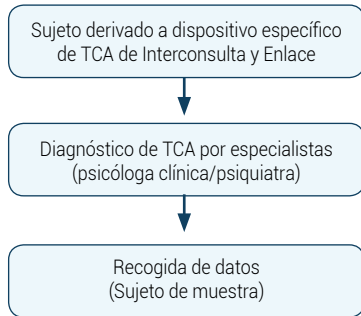 Sujeto derivado a dispositivo específico
de TCA de Interconsulta y Enlace
Diagnóstico de TCA por especialistas
(psicóloga clínica/psiquiatra)
Recogida de datos
(Sujeto de muestra)